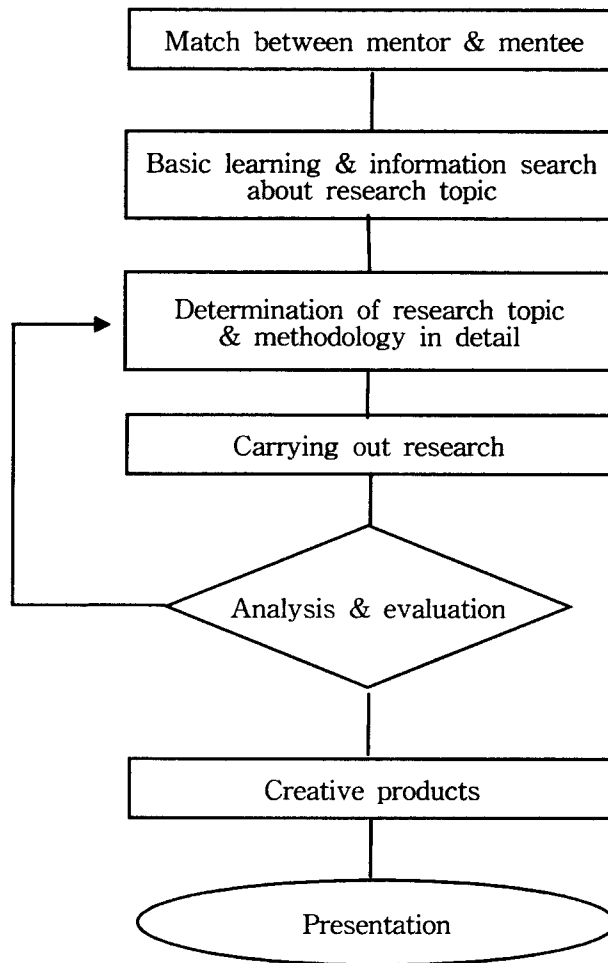 Match between mentor & mentee
Basic learning & information search
about research topic
Determination of research topic
& methodology in detail
Carrying out research
Analysis & evaluation
Creative products
Presentation